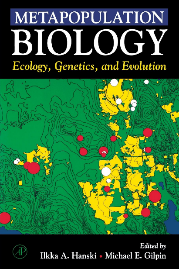 METAPOPULATION
BIOLOGY
Ecology, Genetics, and Evolution
Edited by
Ilkka A. Hanski • Michael E. Gilpin